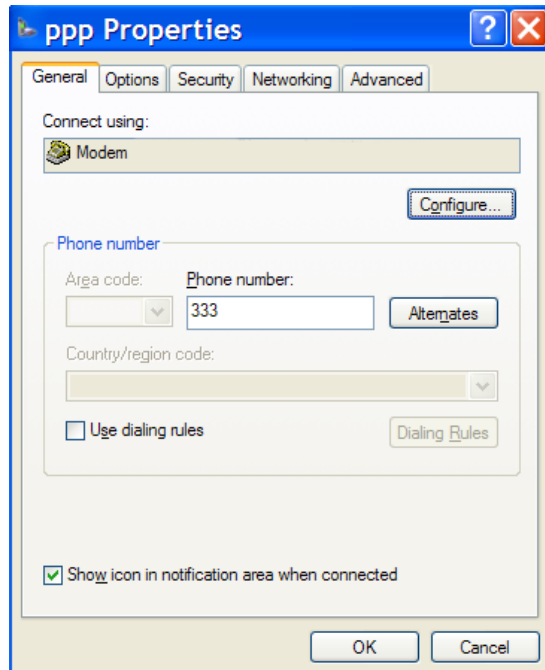 ppp Properties
General Options Security Networking Advanced
Connect using:
Modem
Configure...
Phone number
Area code: Phone number:
333 Alternates
Country/region code:
Use dialing rules Dialing Rules
Show icon in notification area when connected
OK Cancel